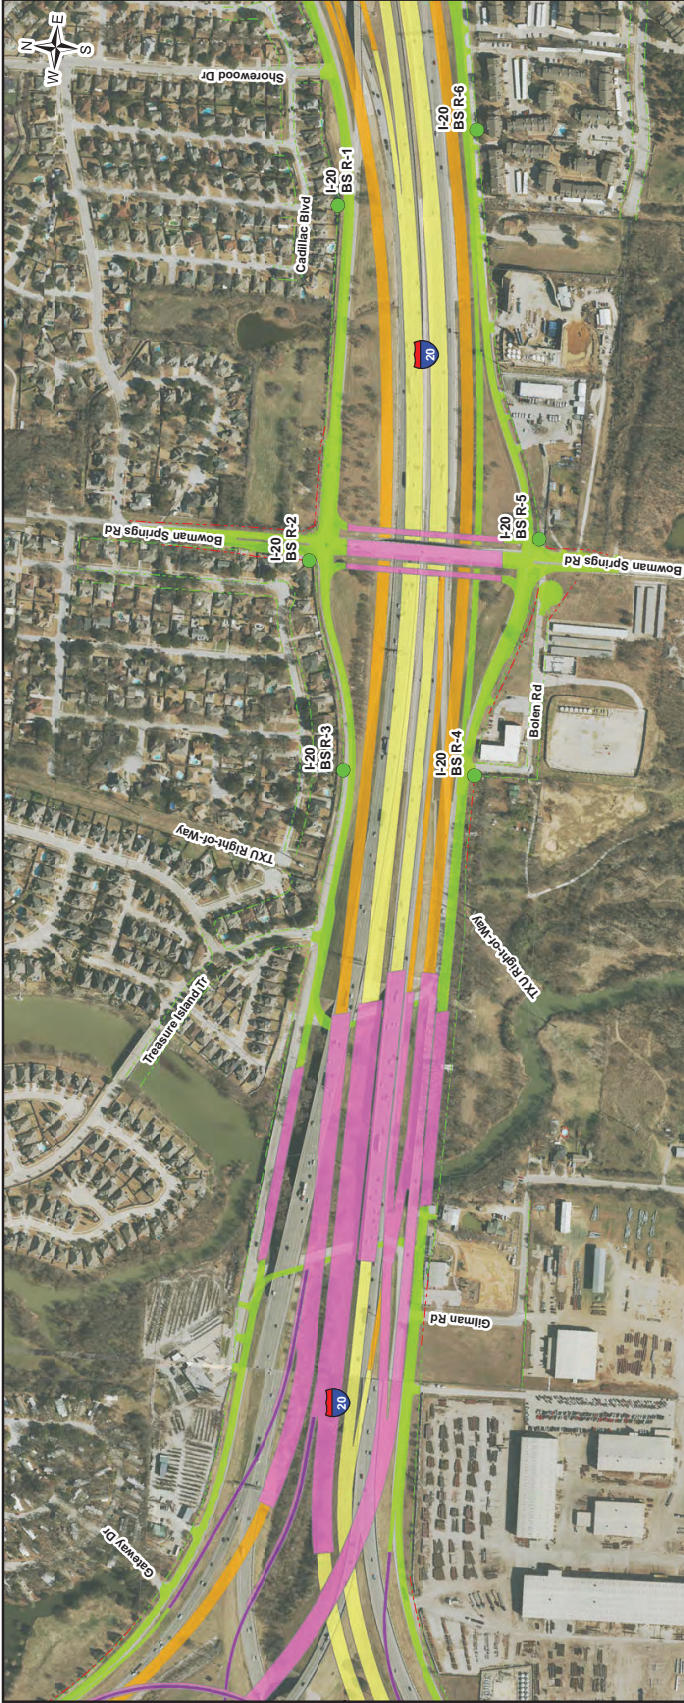 N
E
W
S
Shorewood Dr
I-20
BS R-6
I-20
BS R-1
Cadillac Blvd
20
Bowman Springs Rd
I-20
BS R-2
I-20
BS R-5
Bowman Springs Rd
Bolen Rd
I-20
BS R-3
I-20
BS R-4
TXU Right-of-Way
TXU Right-of-Way
Treasure Island Tr
Gilman Rd
20
Gateway Dr